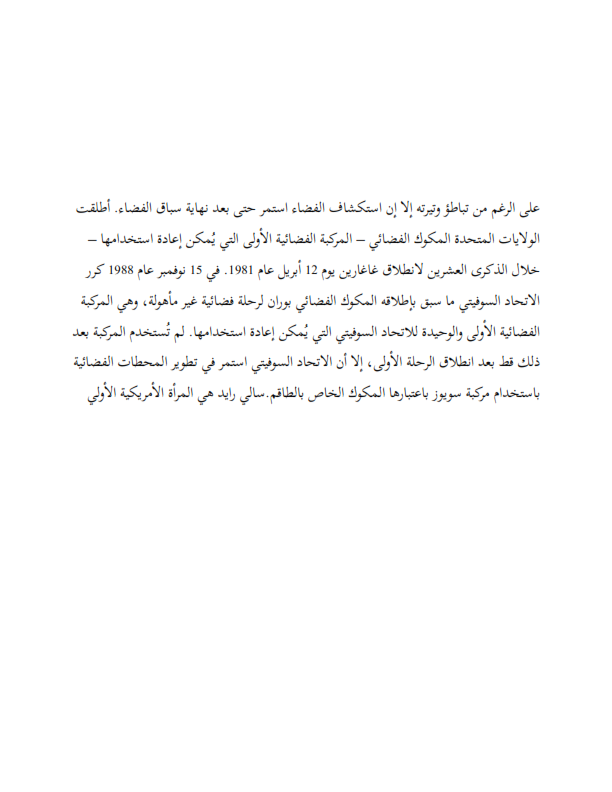 على الرغم من تباطؤ وتيرته إلا إن استكشاف الفضاء استمر حتى بعد نهاية سباق الفضاء. أطلقت
الولايات المتحدة المكوك الفضائي – المركبة الفضائية الأولى التي يُمكن إعادة استخدامها –
خلال الذكرى العشرين لانطلاق غاغارين يوم 12 أبريل عام 1981. في 15 نوفمبر عام 1988 كرر
الاتحاد السوفيتي ما سبق بإطلاقه المكوك الفضائي بوران لرحلة فضائية غير مأهولة، وهي المركبة
الفضائية الأولى والوحيدة للاتحاد السوفيتي التي يُمكن إعادة استخدامها. لم تُستخدم المركبة بعد
ذلك قط بعد انطلاق الرحلة الأولى، إلا أن الاتحاد السوفيتي استمر في تطوير المحطات الفضائية
باستخدام مركبة سويوز باعتبارها المكوك الخاص بالطاقم.سالي رايد هي المرأة الأمريكية الأولي